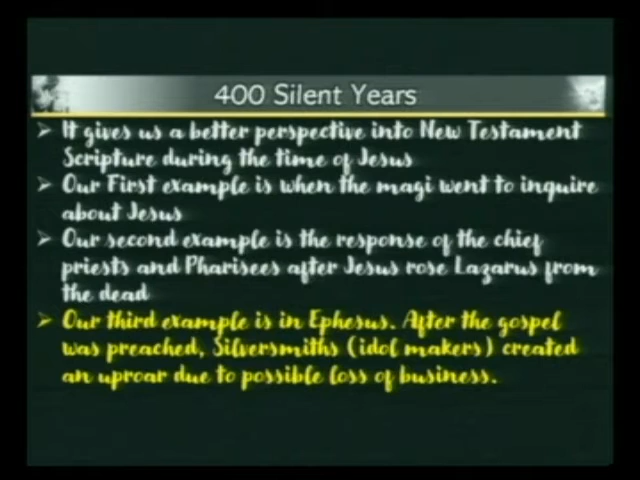 400 Silent Years
➢ It gives us a better perspective into New Testament
Scripture during the time of Jesus
➢ Our First example is when the magi went to inquire
about Jesus
➢ Our second example is the response of the chief
priests and Pharisees after Jesus rose Lazarus from
the dead
➢ Our third example is in Ephesus. After the gospel
was preached, Silversmiths (idol makers) created
an uproar due to possible loss of business.